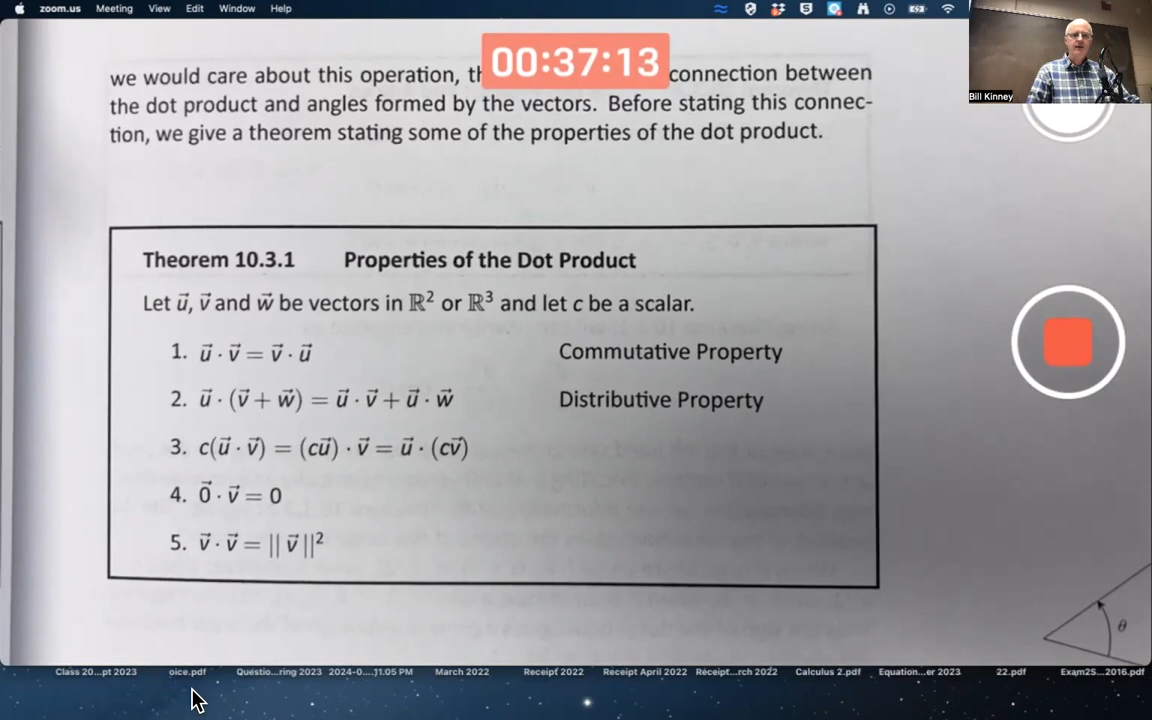 zoom.us Meeting View Edit Window Help
00:37:13
Bill Kinney
we would care about this operation, connection between
the dot product and angles formed by the vectors. Before stating this connec-
tion, we give a theorem stating some of the properties of the dot product.
Theorem 10.3.1 Properties of the Dot Product
Let u⃗, v⃗ and w⃗ be vectors in ℝ² or ℝ³ and let c be a scalar.
1. u⃗ · v⃗ = v⃗ · u⃗ Commutative Property
2. u⃗ · (v⃗ + w⃗) = u⃗ · v⃗ + u⃗ · w⃗ Distributive Property
3. c(u⃗ · v⃗) = (cu⃗) · v⃗ = u⃗ · (cv⃗)
4. 0⃗ · v⃗ = 0
5. v⃗ · v⃗ = || v⃗ ||²
θ
Class 20...pt 2023 oice.pdf Questio...ring 2023 2024-0....11.05 PM March 2022 Receipt 2022 Receipt April 2022 Receipt...rch 2022 Calculus 2.pdf Equation...er 2023 22.pdf Exam2S...2016.pdf